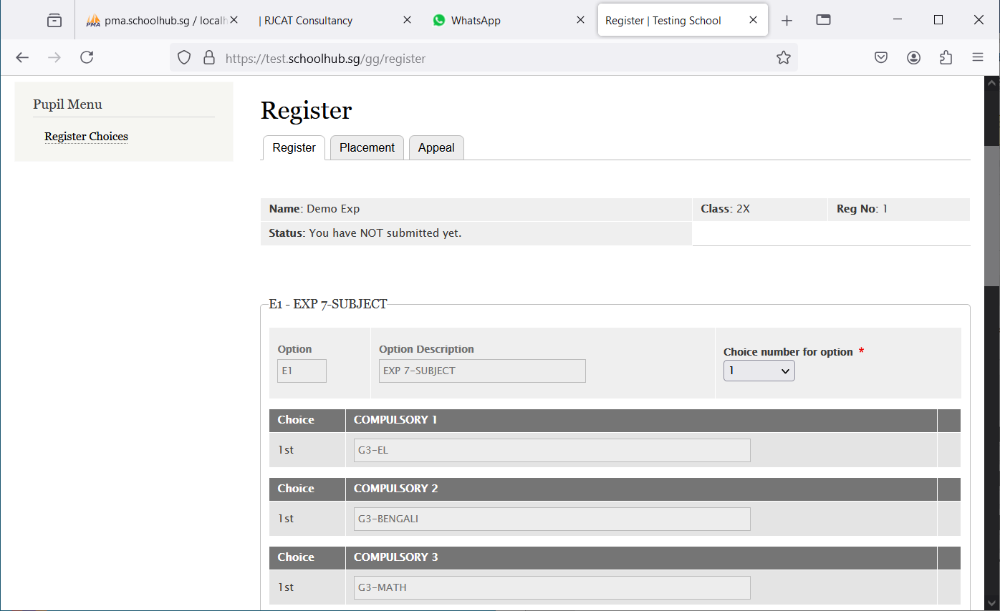 pma.schoolhub.sg / localh
| RJCAT Consultancy
WhatsApp
Register | Testing School
https://test.schoolhub.sg/gg/register
Pupil Menu
Register Choices
Register
Register Placement Appeal
Name: Demo Exp Class: 2X Reg No: 1
Status: You have NOT submitted yet.
E1 - EXP 7-SUBJECT
Option Option Description Choice number for option *
E1 EXP 7-SUBJECT 1
Choice COMPULSORY 1
1st G3-EL
Choice COMPULSORY 2
1st G3-BENGALI
Choice COMPULSORY 3
1st G3-MATH